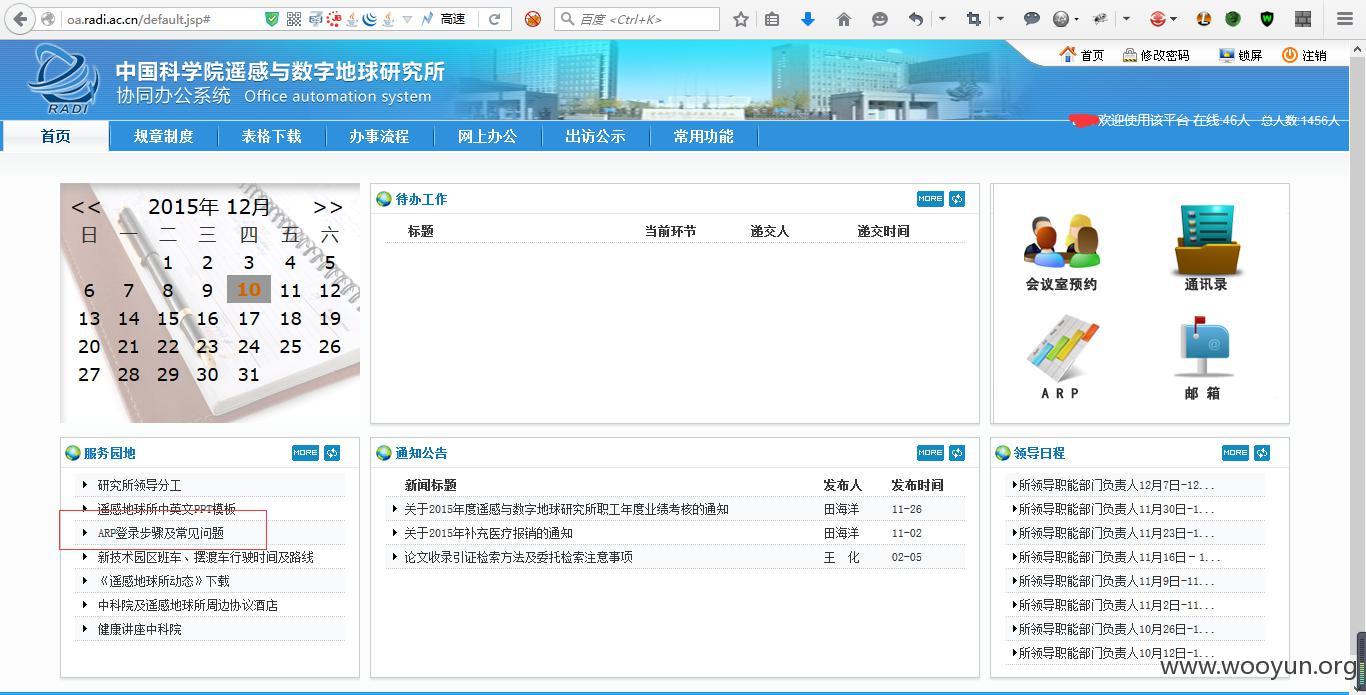 oa.radi.ac.cn/default.jsp#
高速
百度 <Ctrl+K>
中国科学院遥感与数字地球研究所
协同办公系统 Office automation system
RADI
首页 修改密码 锁屏 注销
欢迎使用该平台 在线:46人 总人数:1456人
首页 规章制度 表格下载 办事流程 网上办公 出访公示 常用功能
<< 2015年 12月 >>
日 一 二 三 四 五 六
1 2 3 4 5
6 7 8 9 10 11 12
13 14 15 16 17 18 19
20 21 22 23 24 25 26
27 28 29 30 31
待办工作 MORE
标题 当前环节 递交人 递交时间
会议室预约 通讯录
ARP 邮 箱
服务园地 MORE
研究所领导分工
遥感地球所中英文PPT模板
ARP登录步骤及常见问题
新技术园区班车、摆渡车行驶时间及路线
《遥感地球所动态》下载
中科院及遥感地球所周边协议酒店
健康讲座中科院
通知公告 MORE
新闻标题 发布人 发布时间
关于2015年度遥感与数字地球研究所职工年度业绩考核的通知 田海洋 11-26
关于2015年补充医疗报销的通知 田海洋 11-02
论文收录引证检索方法及委托检索注意事项 王 化 02-05
领导日程 MORE
所领导职能部门负责人12月7日-12...
所领导职能部门负责人11月30日-1...
所领导职能部门负责人11月23日-1...
所领导职能部门负责人11月16日－1...
所领导职能部门负责人11月9日-11...
所领导职能部门负责人11月2日-11...
所领导职能部门负责人10月26日-1...
所领导职能部门负责人10月12日-1...
www.wooyun.org